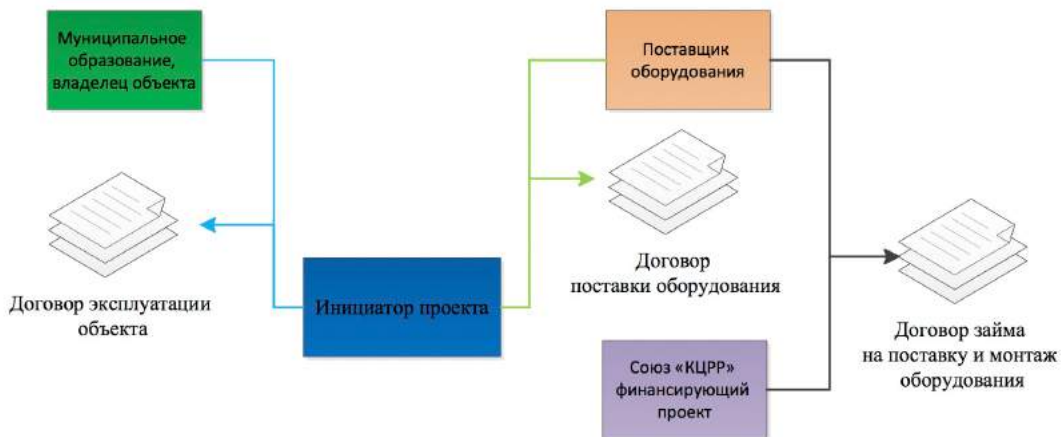 Муниципальное
образование,
владелец объекта
Поставщик
оборудования
Договор эксплуатации
объекта
Инициатор проекта
Договор
поставки оборудования
Союз «КЦРР»
финансирующий
проект
Договор займа
на поставку и монтаж
оборудования